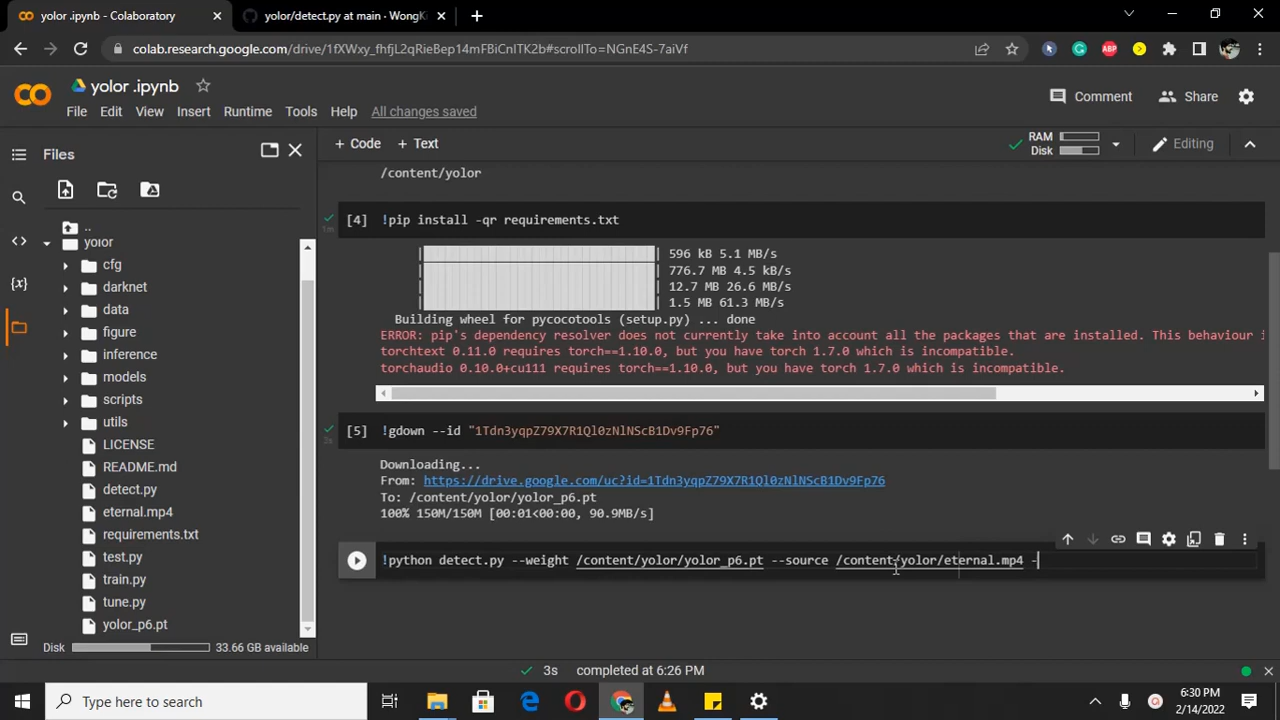 yolor .ipynb - Colaboratory
yolor/detect.py at main · WongKi
colab.research.google.com/drive/1fXWxy_fhfjL2qRieBep14mFBiCnITK2b#scrollTo=NGnE4S-7aiVf
ABP
yolor .ipynb
Comment
Share
File Edit View Insert Runtime Tools Help All changes saved
Files
+ Code + Text
RAM
Disk
Editing
/content/yolor
..
yolor
cfg
darknet
data
figure
inference
models
scripts
utils
LICENSE
README.md
detect.py
eternal.mp4
requirements.txt
test.py
train.py
tune.py
yolor_p6.pt
Disk 33.66 GB available
[4] !pip install -qr requirements.txt
1m
| 596 kB 5.1 MB/s
| 776.7 MB 4.5 kB/s
| 12.7 MB 26.6 MB/s
| 1.5 MB 61.3 MB/s
Building wheel for pycocotools (setup.py) ... done
ERROR: pip's dependency resolver does not currently take into account all the packages that are installed. This behaviour i
torchtext 0.11.0 requires torch==1.10.0, but you have torch 1.7.0 which is incompatible.
torchaudio 0.10.0+cu111 requires torch==1.10.0, but you have torch 1.7.0 which is incompatible.
[5] !gdown --id "1Tdn3yqpZ79X7R1Ql0zNlNScB1Dv9Fp76"
3s
Downloading...
From: https://drive.google.com/uc?id=1Tdn3yqpZ79X7R1Ql0zNlNScB1Dv9Fp76
To: /content/yolor/yolor_p6.pt
100% 150M/150M [00:01<00:00, 90.9MB/s]
!python detect.py --weight /content/yolor/yolor_p6.pt --source /content/yolor/eternal.mp4 -
3s completed at 6:26 PM
Type here to search
6:30 PM
2/14/2022